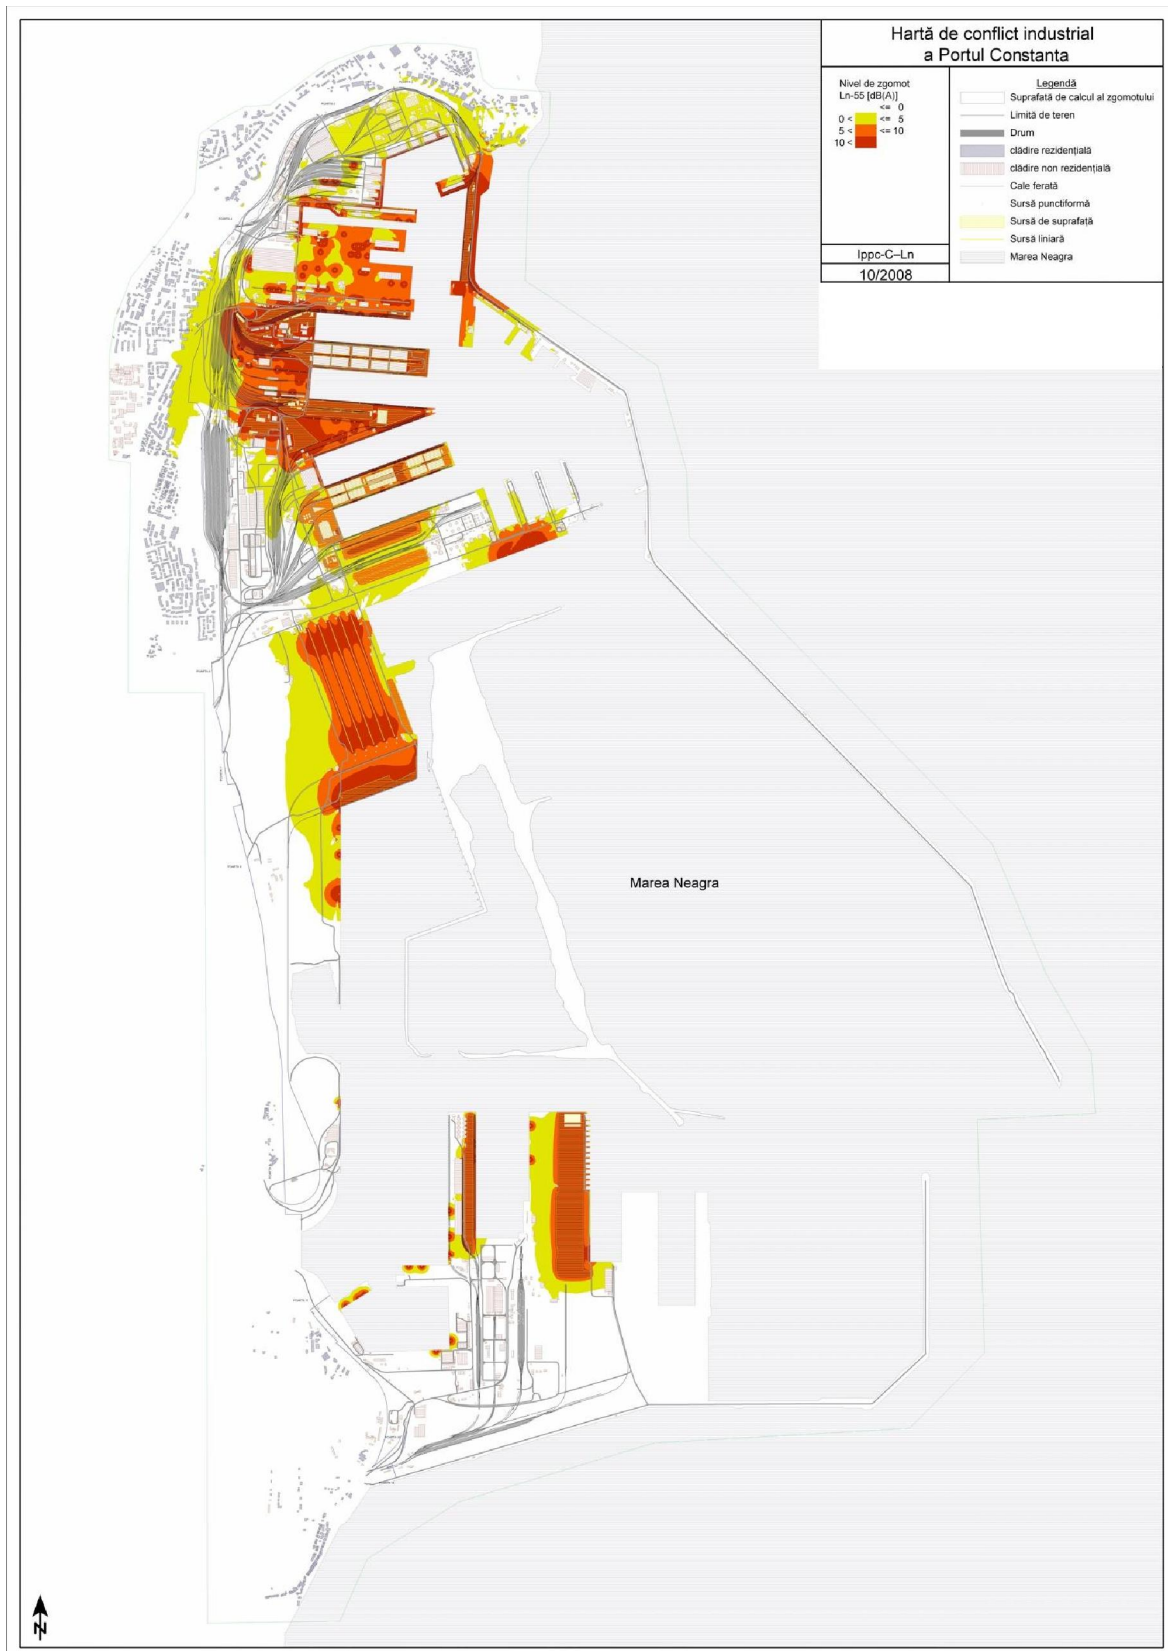 Hartă de conflict industrial
a Portul Constanta
Nivel de zgomot
Ln-55 [dB(A)]
<= 0
0 < <= 5
5 < <= 10
10 <
Ippc-C–Ln
10/2008
Legendă
Suprafată de calcul al zgomotului
Limită de teren
Drum
clădire rezidențială
clădire non rezidențială
Cale ferată
Sursă punctiformă
Sursă de suprafață
Sursă liniară
Marea Neagra
Marea Neagra
N